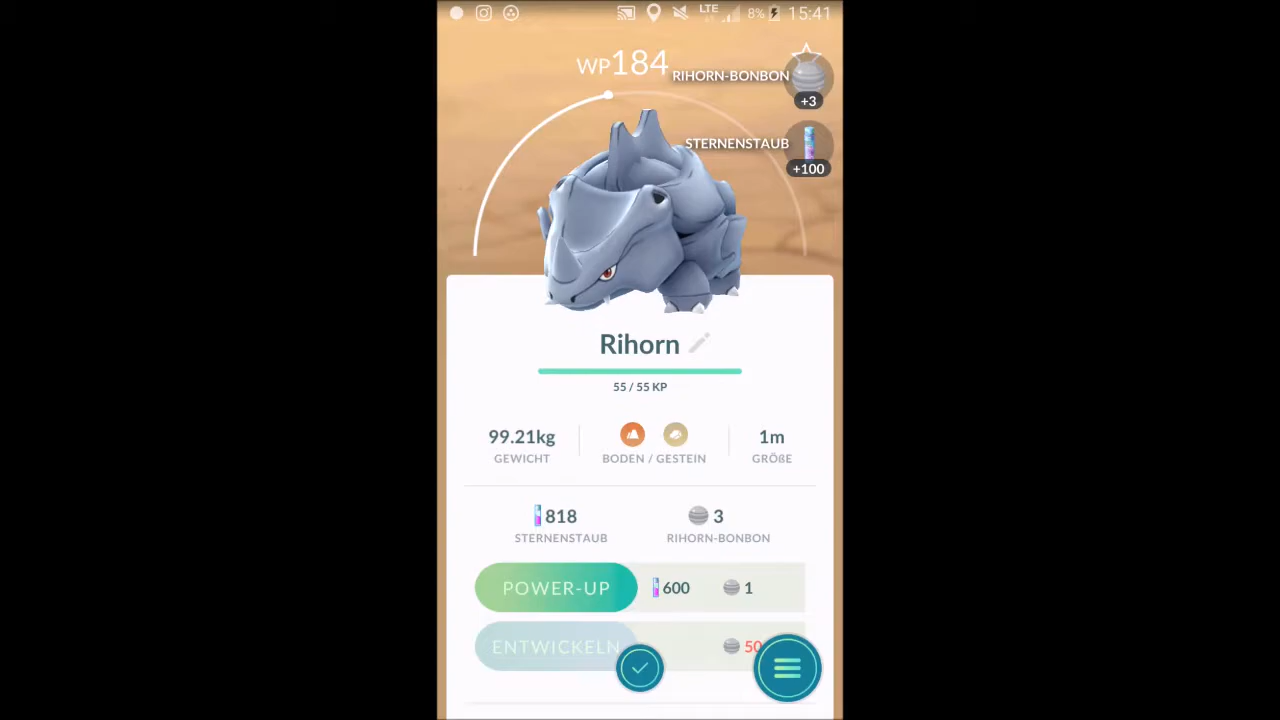 LTE 8% 15:41
WP184
RIHORN-BONBON
+3
STERNENSTAUB
+100
Rihorn
55 / 55 KP
99.21kg
GEWICHT
BODEN / GESTEIN
1m
GRÖßE
818
STERNENSTAUB
3
RIHORN-BONBON
POWER-UP 600 1
ENTWICKELN 50